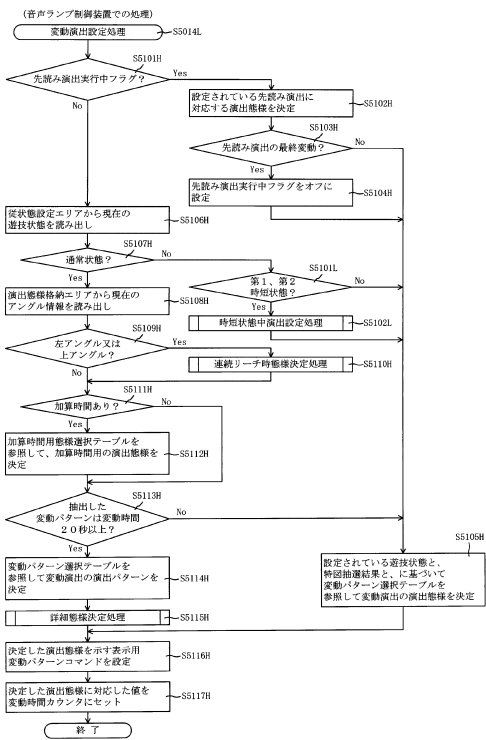 (音声ランプ制御装置での処理)
変動演出設定処理
S5014L
S5101H
先読み演出実行中フラグ?
Yes
No
設定されている先読み演出に
対応する演出態様を決定
S5102H
S5103H
先読み演出の最終変動?
No
Yes
先読み演出実行中フラグをオフに
設定
S5104H
従状態設定エリアから現在の
遊技状態を読み出し
S5106H
S5107H
通常状態?
No
Yes
S5101L
第1、第2
時短状態?
No
Yes
演出態様格納エリアから現在の
アングル情報を読み出し
S5108H
時短状態中演出設定処理
S5102L
S5109H
左アングル又は
上アングル?
Yes
No
連続リーチ時態様決定処理
S5110H
S5111H
加算時間あり?
No
Yes
加算時間用態様選択テーブルを
参照して、加算時間用の演出態様を
決定
S5112H
S5113H
抽出した
変動パターンは変動時間
20秒以上?
No
Yes
S5105H
設定されている遊技状態と、
特図抽選結果と、に基づいて
変動パターン選択テーブルを
参照して変動演出の演出態様を決定
変動パターン選択テーブルを
参照して変動演出の演出パターンを
決定
S5114H
詳細態様決定処理
S5115H
決定した演出態様を示す表示用
変動パターンコマンドを設定
S5116H
決定した演出態様に対応した値を
変動時間カウンタにセット
S5117H
終了